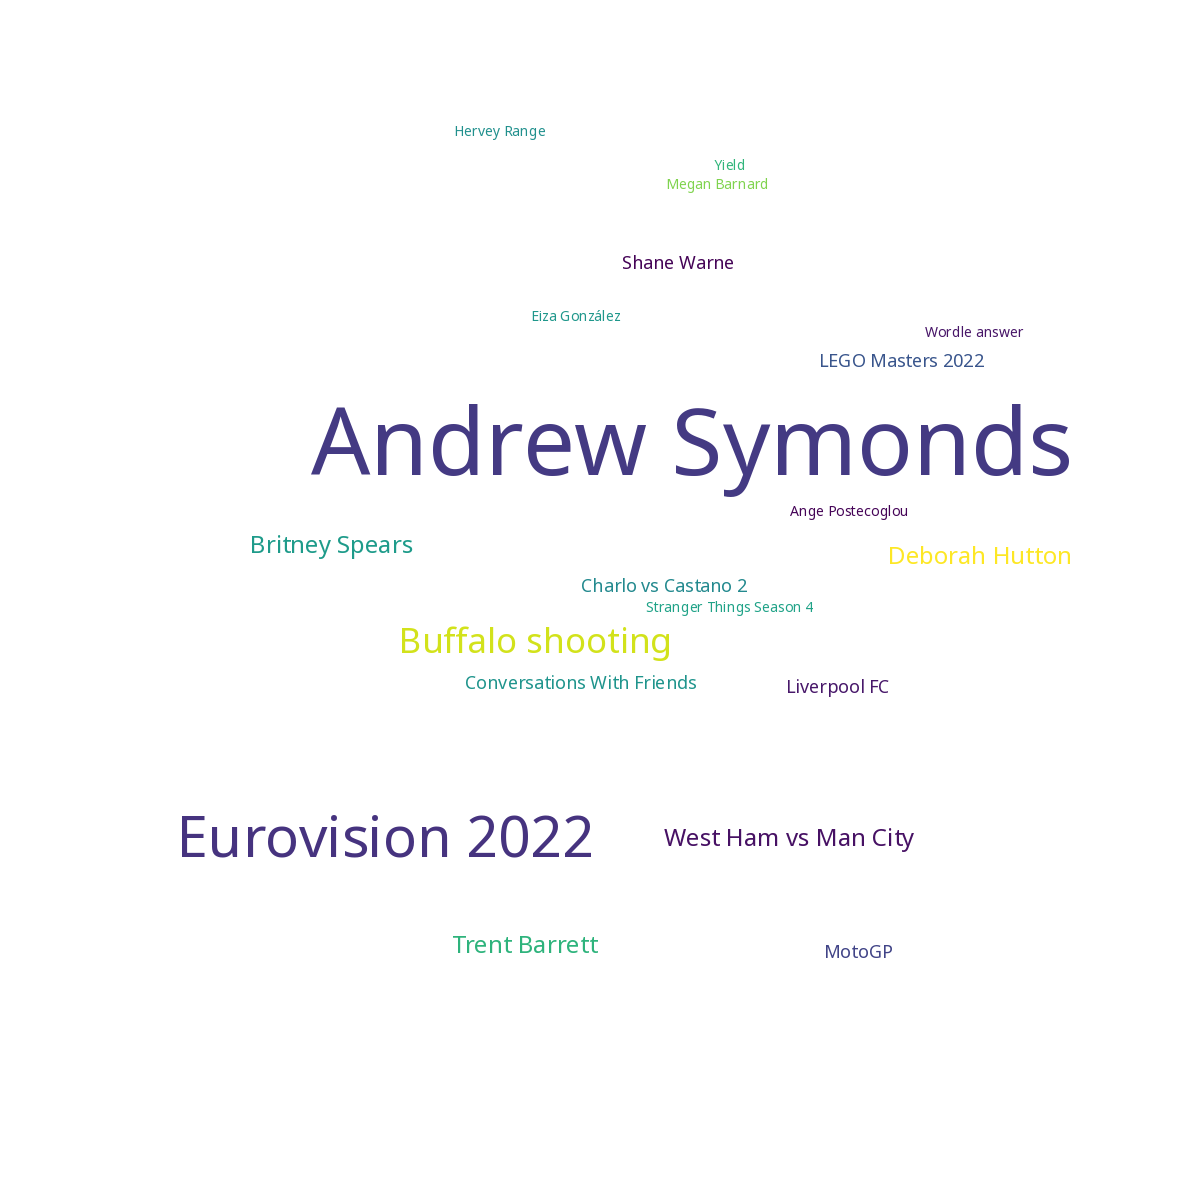 Hervey Range
Yield
Megan Barnard
Shane Warne
Eiza González
Wordle answer
LEGO Masters 2022
Andrew Symonds
Ange Postecoglou
Britney Spears
Deborah Hutton
Charlo vs Castano 2
Stranger Things Season 4
Buffalo shooting
Conversations With Friends
Liverpool FC
Eurovision 2022
West Ham vs Man City
Trent Barrett
MotoGP